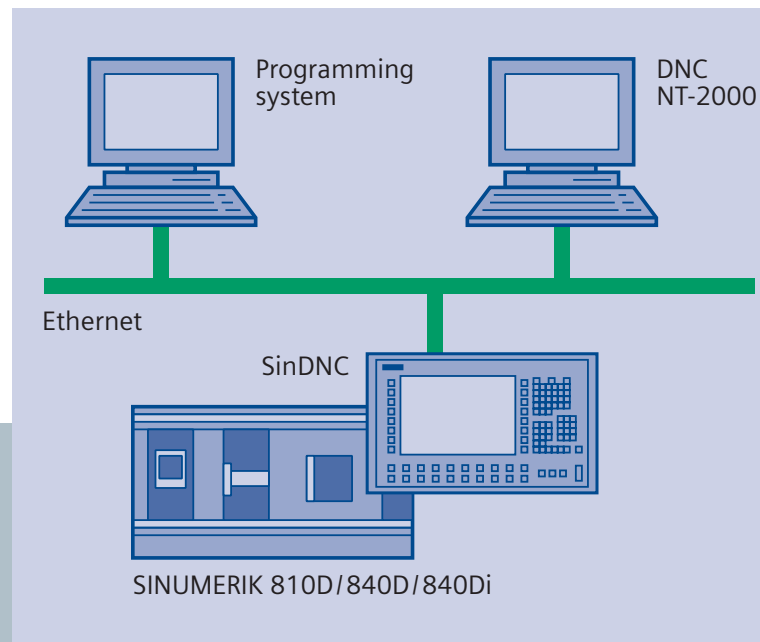 Programming
system
DNC
NT-2000
Ethernet
SinDNC
SINUMERIK 810D/840D/840Di